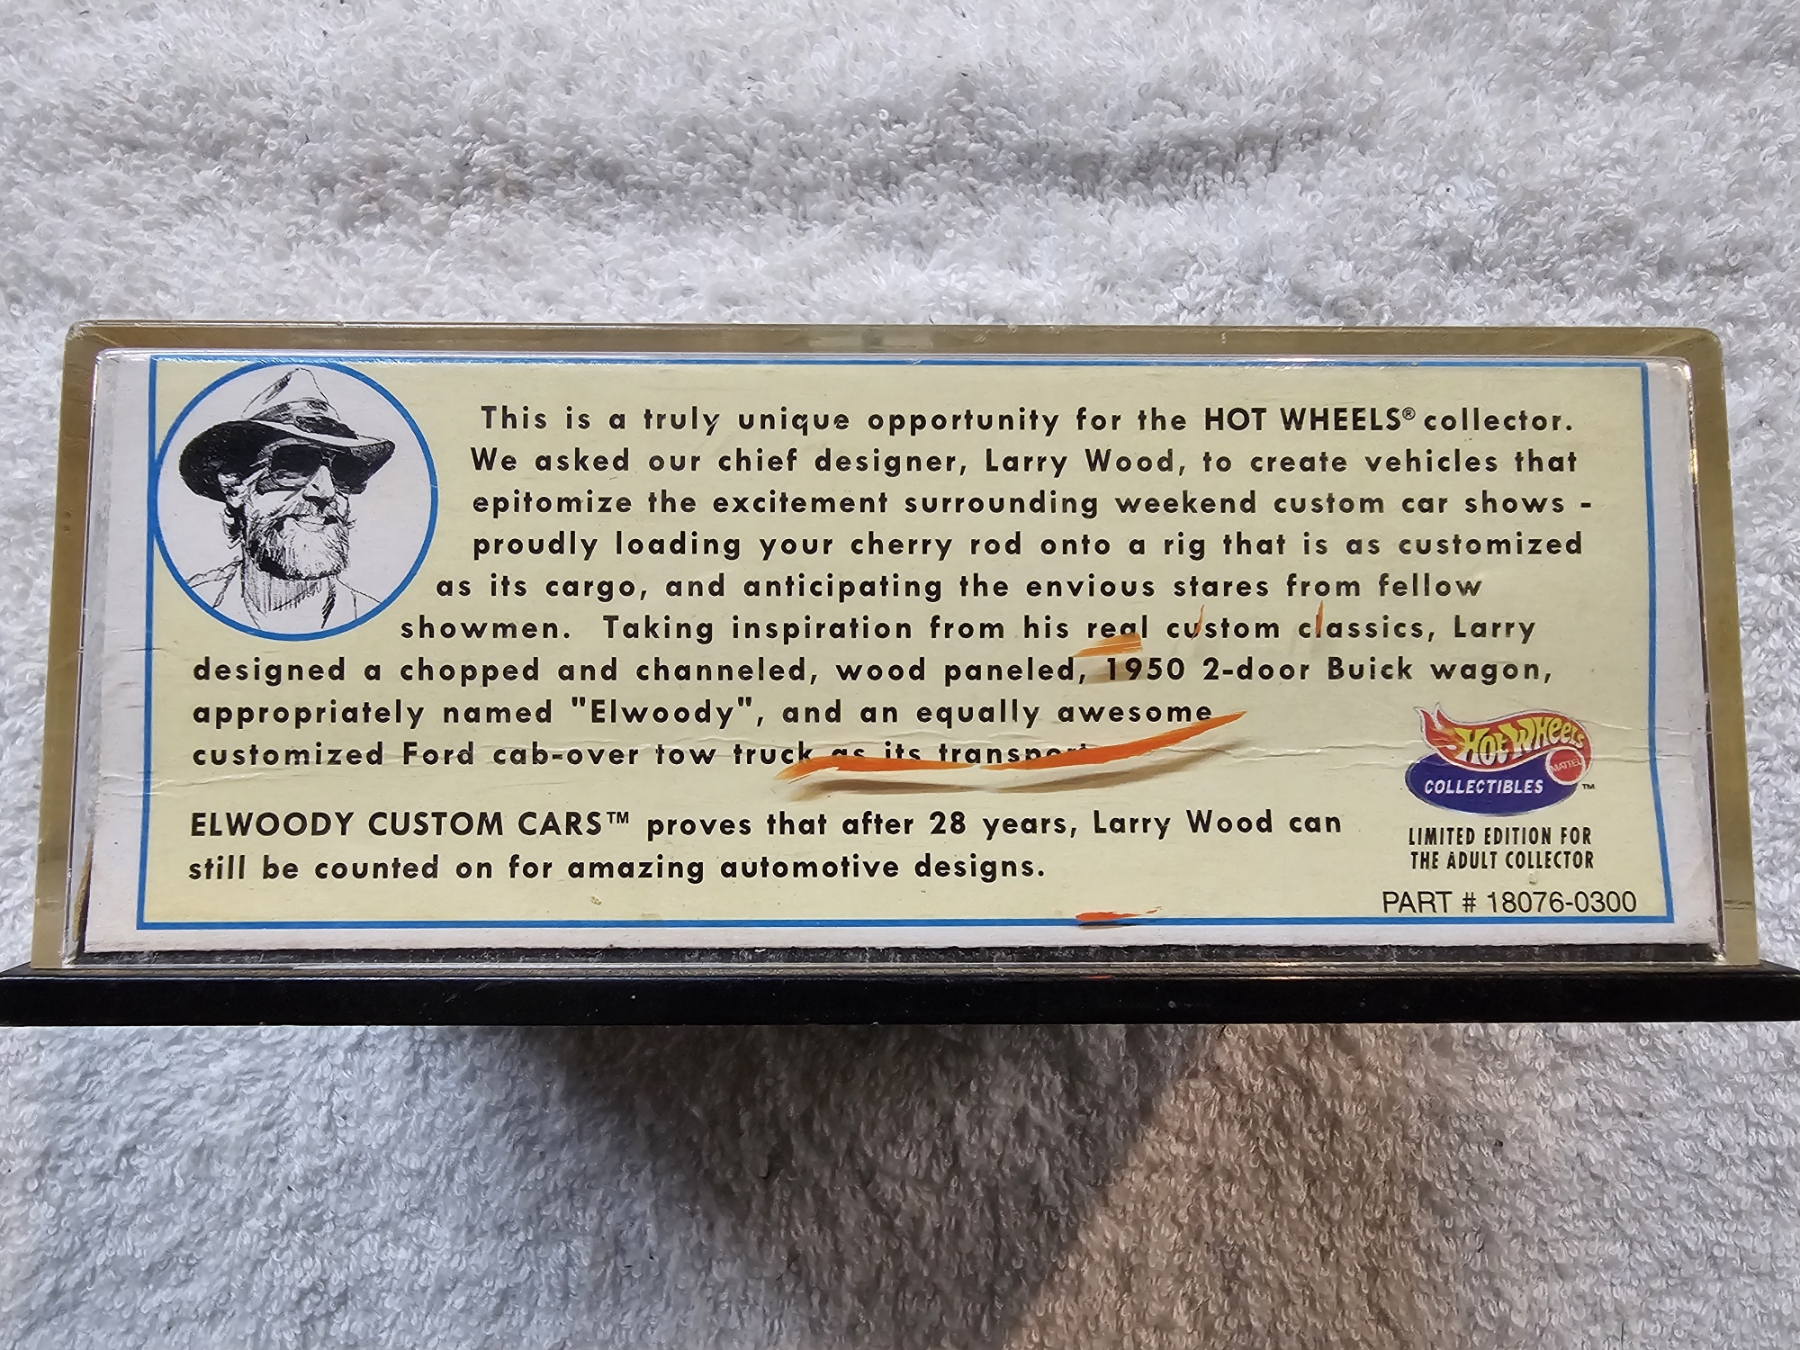 This is a truly unique opportunity for the HOT WHEELS® collector.
We asked our chief designer, Larry Wood, to create vehicles that
epitomize the excitement surrounding weekend custom car shows -
proudly loading your cherry rod onto a rig that is as customized
as its cargo, and anticipating the envious stares from fellow
showmen. Taking inspiration from his real custom classics, Larry
designed a chopped and channeled, wood paneled, 1950 2-door Buick wagon,
appropriately named "Elwoody", and an equally awesome
customized Ford cab-over tow truck as its transport
ELWOODY CUSTOM CARS™ proves that after 28 years, Larry Wood can
still be counted on for amazing automotive designs.
Hot Wheels
MATTEL
COLLECTIBLES ™
LIMITED EDITION FOR
THE ADULT COLLECTOR
PART # 18076-0300